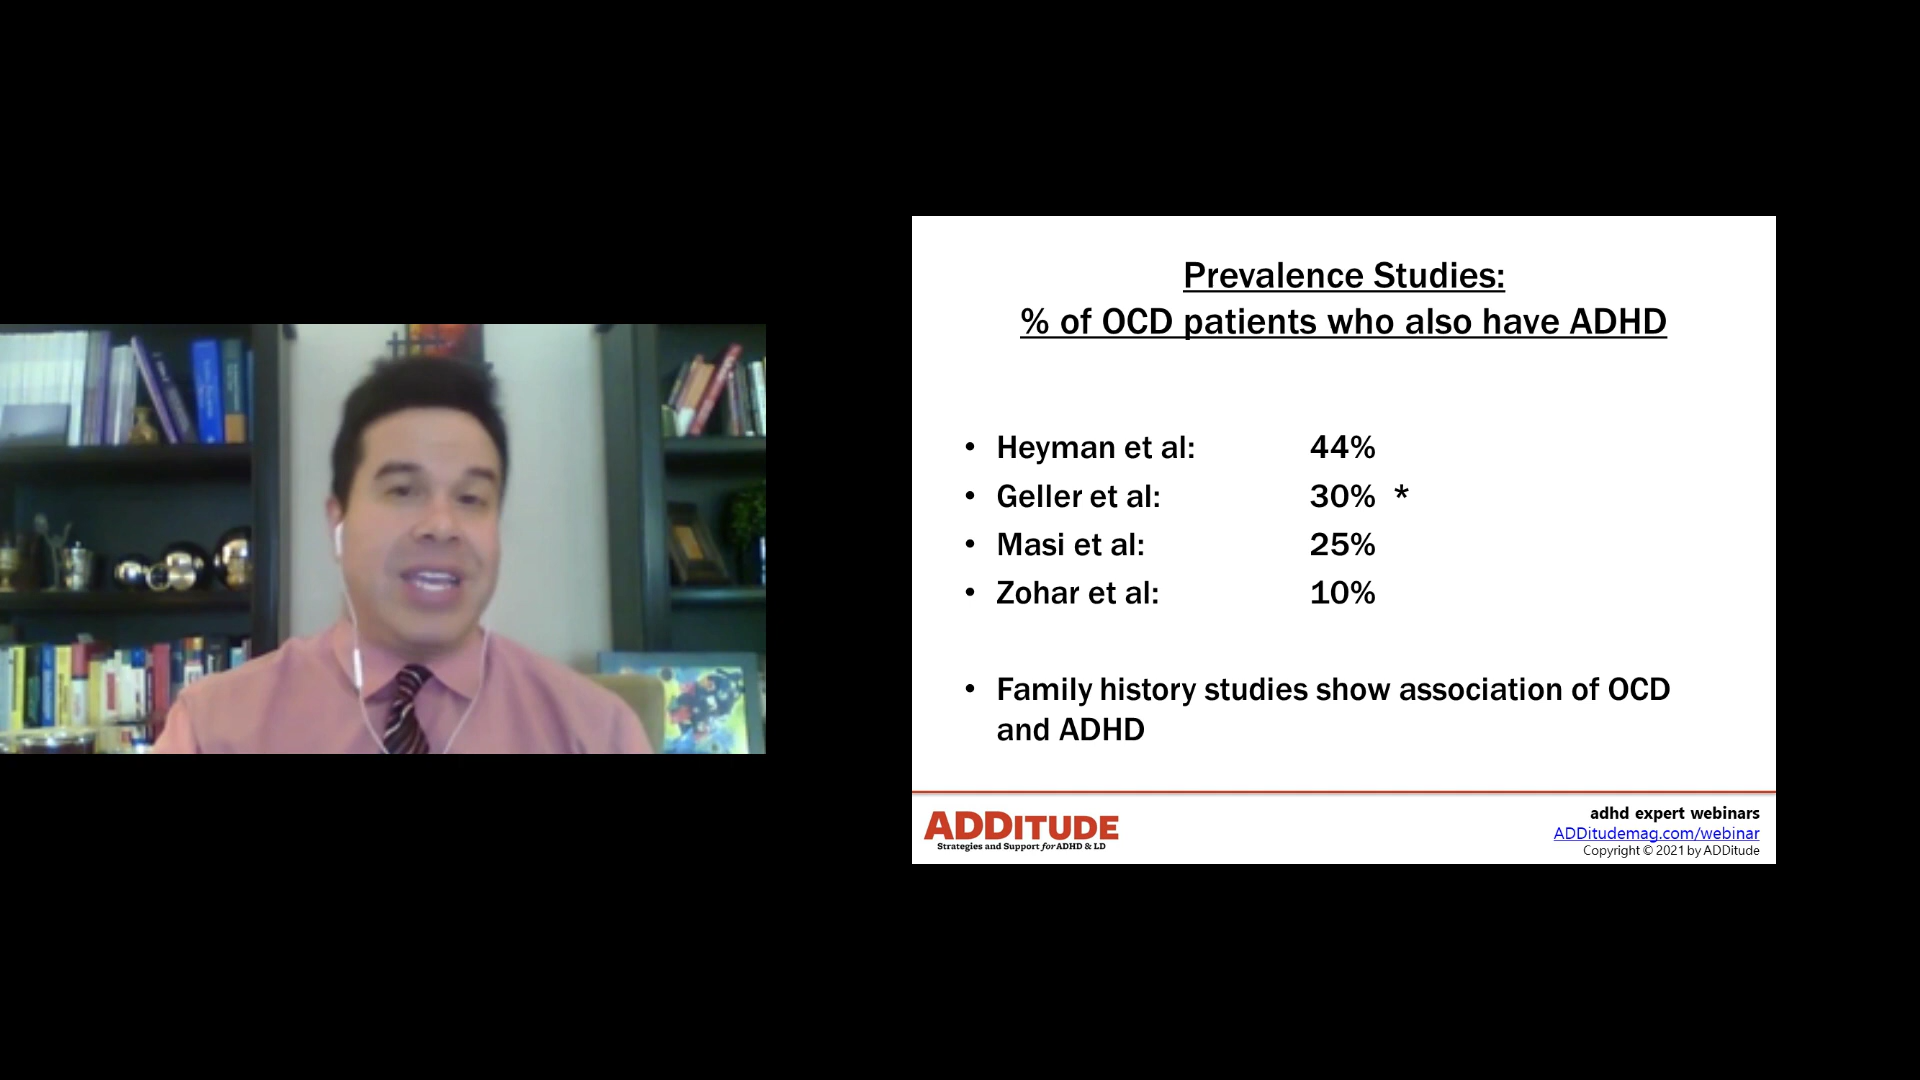 Prevalence Studies:
% of OCD patients who also have ADHD
• Heyman et al: 44%
• Geller et al: 30% *
• Masi et al: 25%
• Zohar et al: 10%
• Family history studies show association of OCD
and ADHD
ADDITUDE
Strategies and Support for ADHD & LD
adhd expert webinars
ADDitudemag.com/webinar
Copyright © 2021 by ADDitude